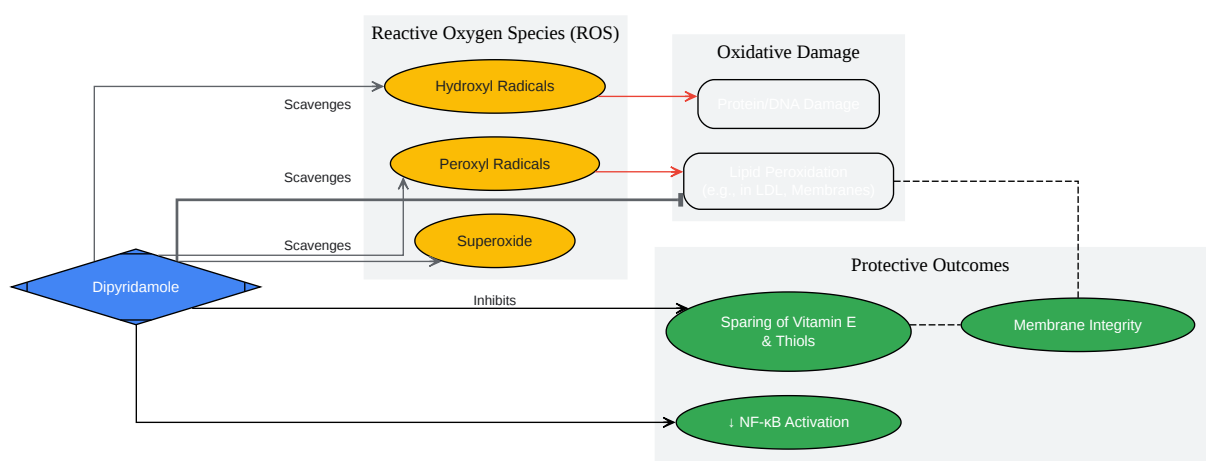 Reactive Oxygen Species (ROS)
Oxidative Damage
Hydroxyl Radicals
Scavenges
Protein/DNA Damage
Peroxyl Radicals
Scavenges
Lipid Peroxidation
(e.g., in LDL, Membranes)
Superoxide
Scavenges
Protective Outcomes
Dipyridamole
Inhibits
Sparing of Vitamin E
& Thiols
Membrane Integrity
↓ NF-κB Activation